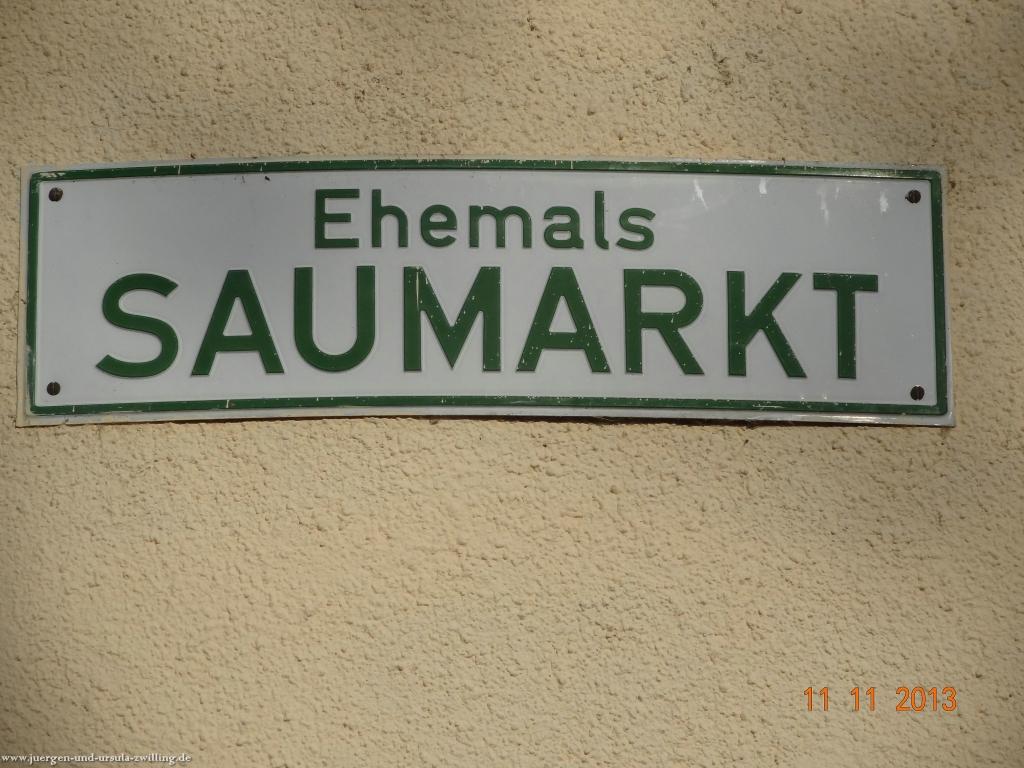 Ehemals
SAUMARKT
11 11 2013
www.juergen-und-ursula-zwilling.de